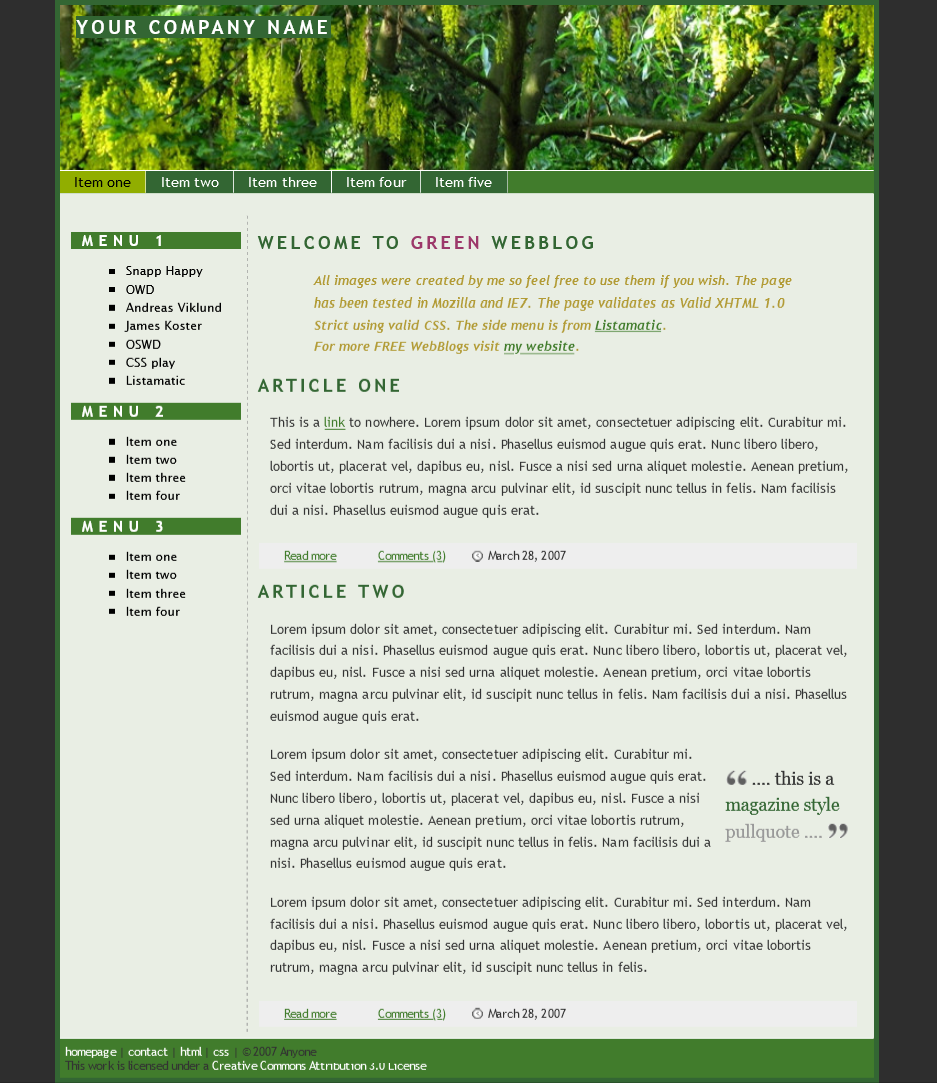 YOUR COMPANY NAME
Item one Item two Item three Item four Item five
MENU 1
Snapp Happy
OWD
Andreas Viklund
James Koster
OSWD
CSS play
Listamatic
MENU 2
Item one
Item two
Item three
Item four
MENU 3
Item one
Item two
Item three
Item four
WELCOME TO GREEN WEBBLOG
All images were created by me so feel free to use them if you wish. The page
has been tested in Mozilla and IE7. The page validates as Valid XHTML 1.0
Strict using valid CSS. The side menu is from Listamatic.
For more FREE WebBlogs visit my website.
ARTICLE ONE
This is a link to nowhere. Lorem ipsum dolor sit amet, consectetuer adipiscing elit. Curabitur mi.
Sed interdum. Nam facilisis dui a nisi. Phasellus euismod augue quis erat. Nunc libero libero,
lobortis ut, placerat vel, dapibus eu, nisl. Fusce a nisi sed urna aliquet molestie. Aenean pretium,
orci vitae lobortis rutrum, magna arcu pulvinar elit, id suscipit nunc tellus in felis. Nam facilisis
dui a nisi. Phasellus euismod augue quis erat.
Read more Comments (3) March 28, 2007
ARTICLE TWO
Lorem ipsum dolor sit amet, consectetuer adipiscing elit. Curabitur mi. Sed interdum. Nam
facilisis dui a nisi. Phasellus euismod augue quis erat. Nunc libero libero, lobortis ut, placerat vel,
dapibus eu, nisl. Fusce a nisi sed urna aliquet molestie. Aenean pretium, orci vitae lobortis
rutrum, magna arcu pulvinar elit, id suscipit nunc tellus in felis. Nam facilisis dui a nisi. Phasellus
euismod augue quis erat.
Lorem ipsum dolor sit amet, consectetuer adipiscing elit. Curabitur mi.
Sed interdum. Nam facilisis dui a nisi. Phasellus euismod augue quis erat.
Nunc libero libero, lobortis ut, placerat vel, dapibus eu, nisl. Fusce a nisi
sed urna aliquet molestie. Aenean pretium, orci vitae lobortis rutrum,
magna arcu pulvinar elit, id suscipit nunc tellus in felis. Nam facilisis dui a
nisi. Phasellus euismod augue quis erat.
“ .... this is a
magazine style
pullquote .... ”
Lorem ipsum dolor sit amet, consectetuer adipiscing elit. Curabitur mi. Sed interdum. Nam
facilisis dui a nisi. Phasellus euismod augue quis erat. Nunc libero libero, lobortis ut, placerat vel,
dapibus eu, nisl. Fusce a nisi sed urna aliquet molestie. Aenean pretium, orci vitae lobortis
rutrum, magna arcu pulvinar elit, id suscipit nunc tellus in felis.
Read more Comments (3) March 28, 2007
homepage | contact | html | css | © 2007 Anyone
This work is licensed under a Creative Commons Attribution 3.0 License